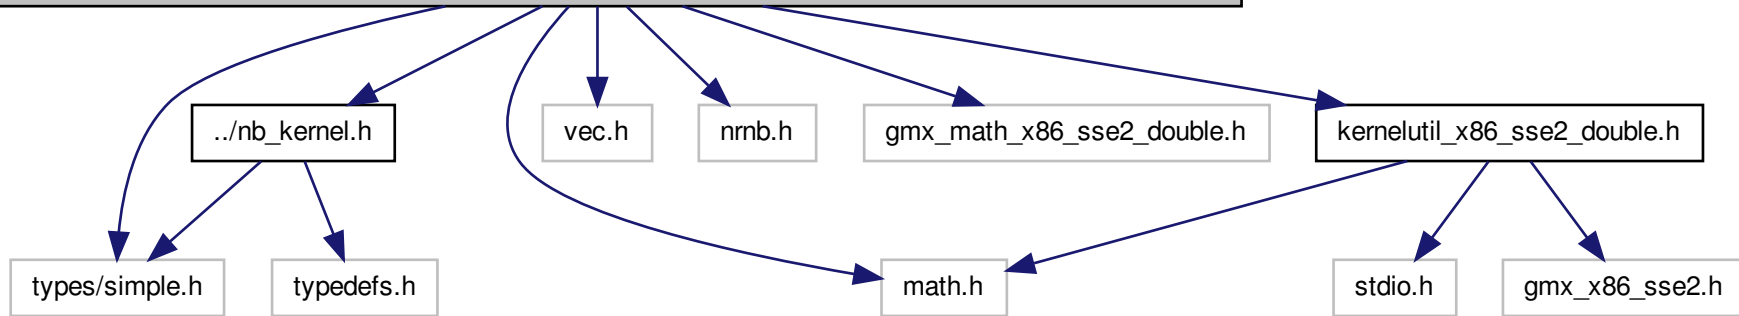 ../nb_kernel.h
vec.h
nrnb.h
gmx_math_x86_sse2_double.h
kernelutil_x86_sse2_double.h
types/simple.h
typedefs.h
math.h
stdio.h
gmx_x86_sse2.h